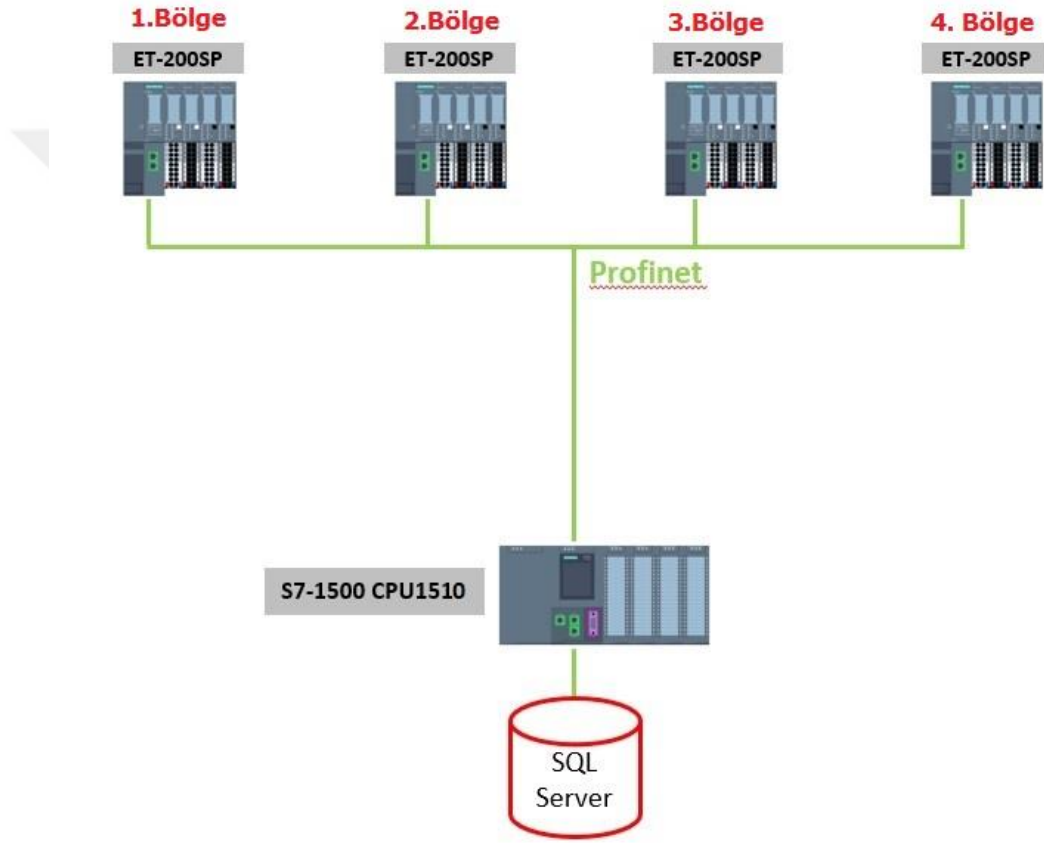 1.Bölge
2.Bölge
3.Bölge
4. Bölge
ET-200SP
ET-200SP
ET-200SP
ET-200SP
Profinet
S7-1500 CPU1510
SQL
Server